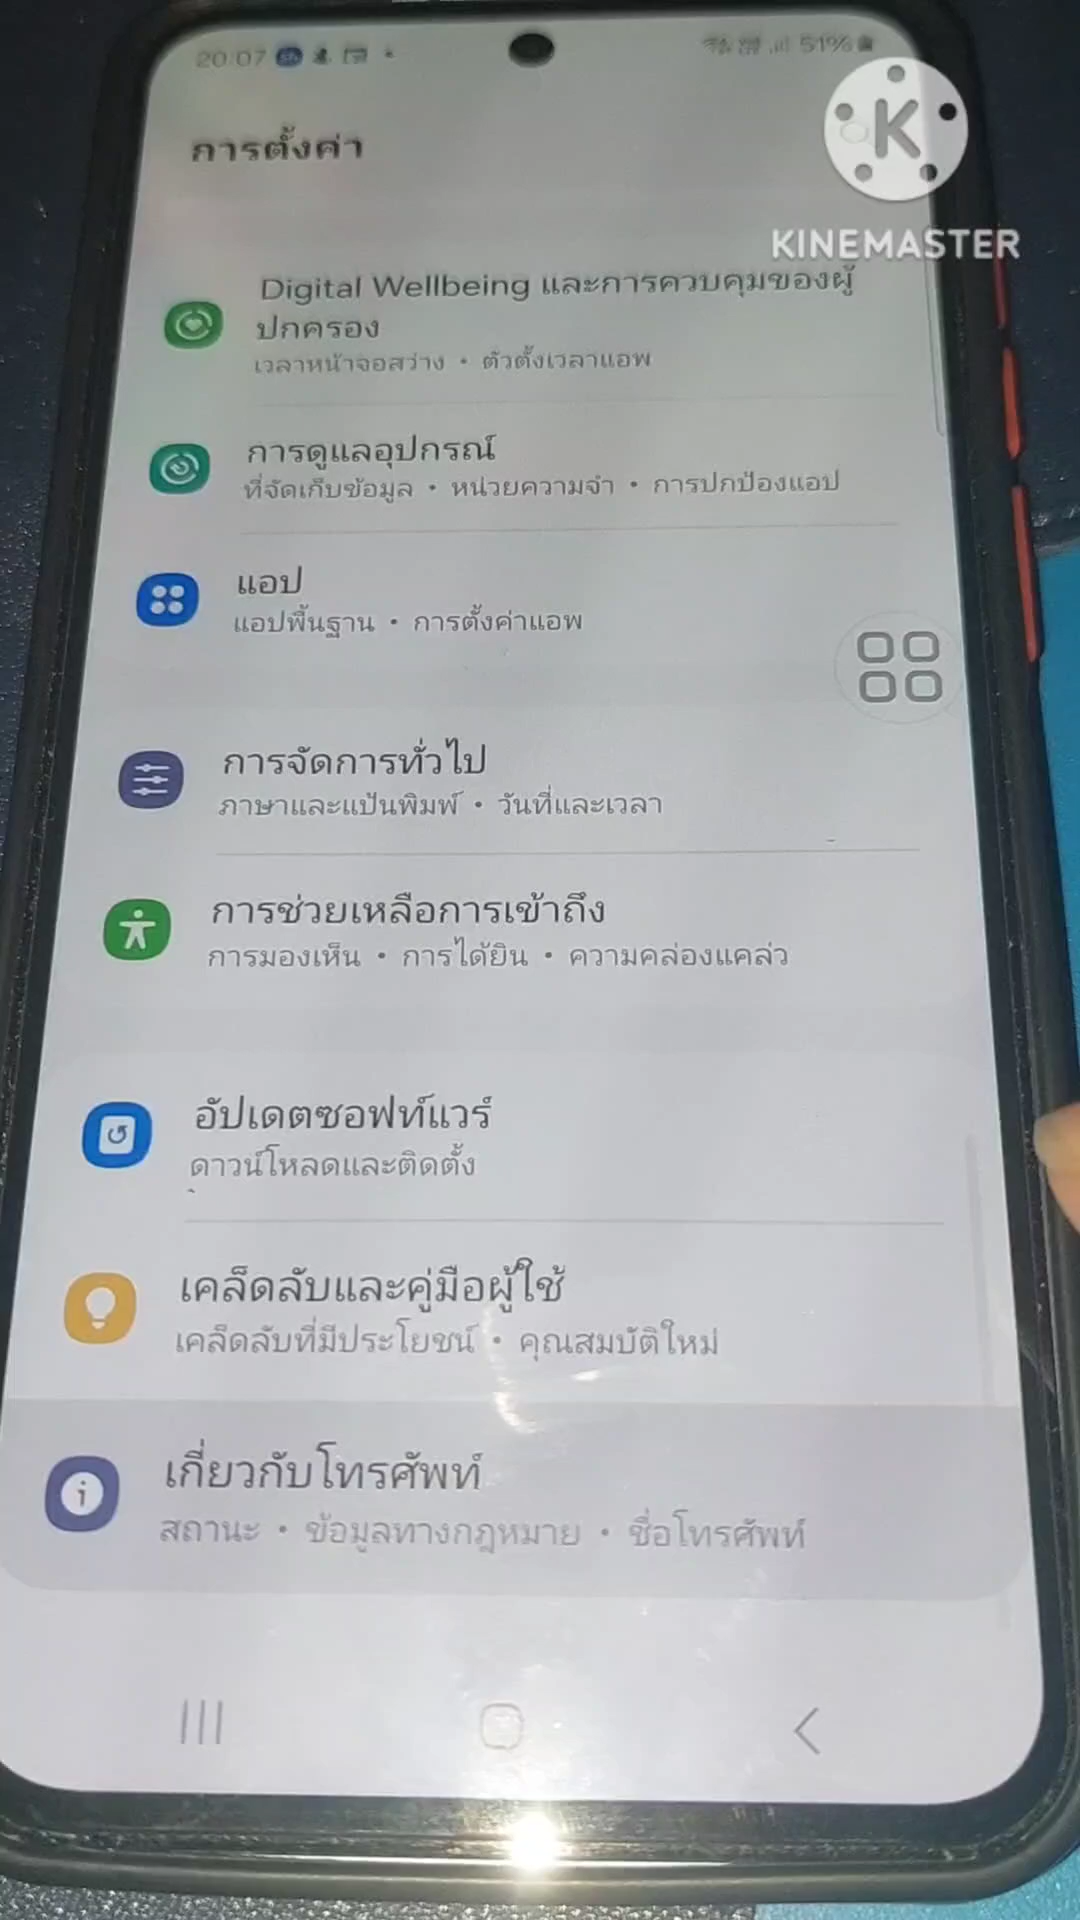 20:07
51%
การตั้งค่า
K
KINEMASTER
Digital Wellbeing และการควบคุมของผู้
ปกครอง
เวลาหน้าจอสว่าง • ตัวตั้งเวลาแอพ
การดูแลอุปกรณ์
ที่จัดเก็บข้อมูล • หน่วยความจำ • การปกป้องแอป
แอป
แอปพื้นฐาน • การตั้งค่าแอพ
การจัดการทั่วไป
ภาษาและแป้นพิมพ์ • วันที่และเวลา
การช่วยเหลือการเข้าถึง
การมองเห็น • การได้ยิน • ความคล่องแคล่ว
อัปเดตซอฟท์แวร์
ดาวน์โหลดและติดตั้ง
เคล็ดลับและคู่มือผู้ใช้
เคล็ดลับที่มีประโยชน์ • คุณสมบัติใหม่
เกี่ยวกับโทรศัพท์
สถานะ • ข้อมูลทางกฎหมาย • ชื่อโทรศัพท์